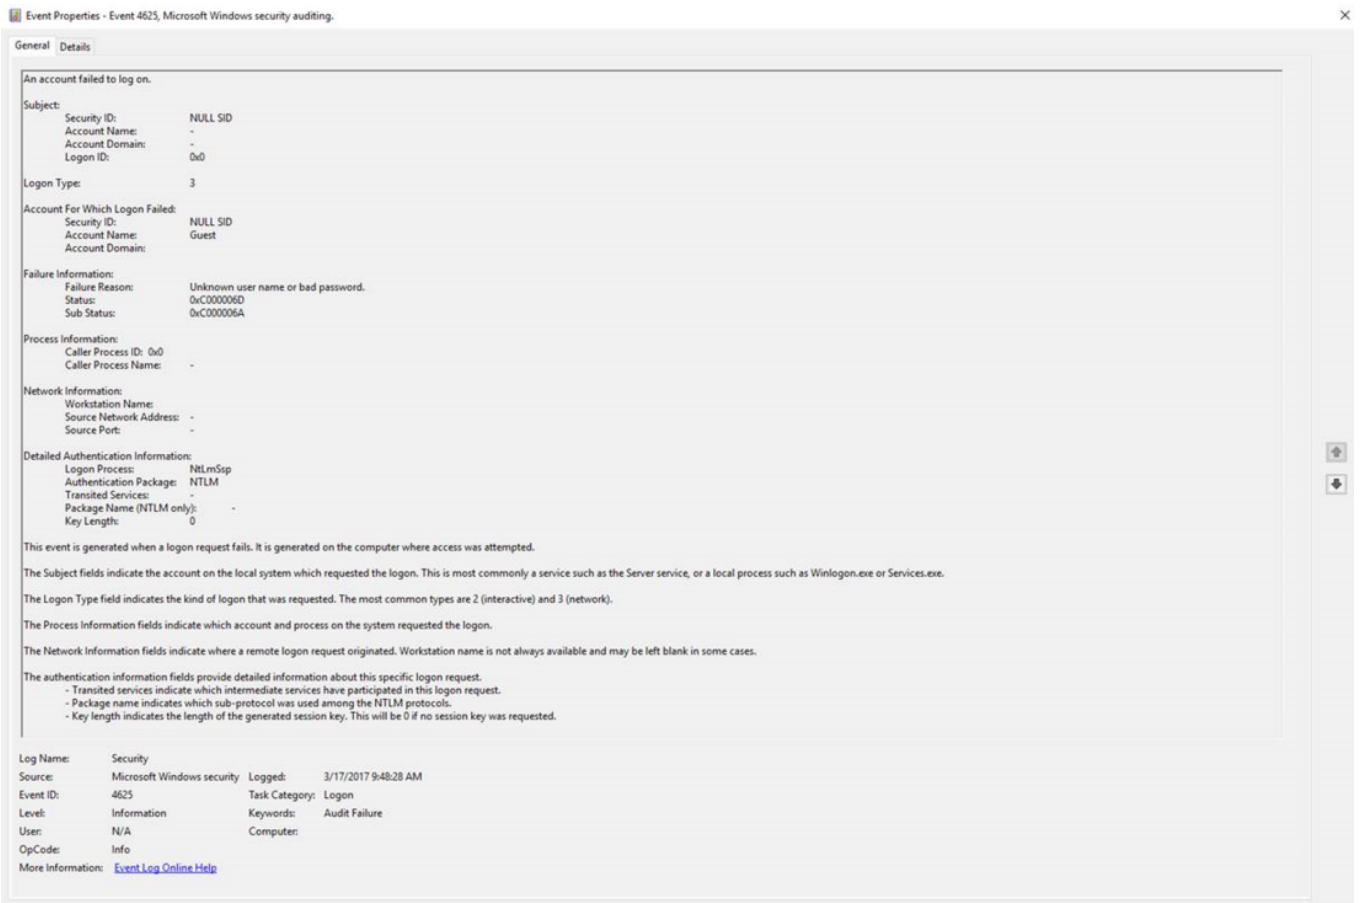 Event Properties - Event 4625, Microsoft Windows security auditing.
General Details
An account failed to log on.
Subject:
Security ID: NULL SID
Account Name: -
Account Domain: -
Logon ID: 0x0
Logon Type: 3
Account For Which Logon Failed:
Security ID: NULL SID
Account Name: Guest
Account Domain:
Failure Information:
Failure Reason: Unknown user name or bad password.
Status: 0xC000006D
Sub Status: 0xC000006A
Process Information:
Caller Process ID: 0x0
Caller Process Name: -
Network Information:
Workstation Name:
Source Network Address: -
Source Port: -
Detailed Authentication Information:
Logon Process: NtLmSsp
Authentication Package: NTLM
Transited Services: -
Package Name (NTLM only): -
Key Length: 0
This event is generated when a logon request fails. It is generated on the computer where access was attempted.
The Subject fields indicate the account on the local system which requested the logon. This is most commonly a service such as the Server service, or a local process such as Winlogon.exe or Services.exe.
The Logon Type field indicates the kind of logon that was requested. The most common types are 2 (interactive) and 3 (network).
The Process Information fields indicate which account and process on the system requested the logon.
The Network Information fields indicate where a remote logon request originated. Workstation name is not always available and may be left blank in some cases.
The authentication information fields provide detailed information about this specific logon request.
- Transited services indicate which intermediate services have participated in this logon request.
- Package name indicates which sub-protocol was used among the NTLM protocols.
- Key length indicates the length of the generated session key. This will be 0 if no session key was requested.
Log Name: Security
Source: Microsoft Windows security Logged: 3/17/2017 9:48:28 AM
Event ID: 4625 Task Category: Logon
Level: Information Keywords: Audit Failure
User: N/A Computer:
OpCode: Info
More Information: Event Log Online Help